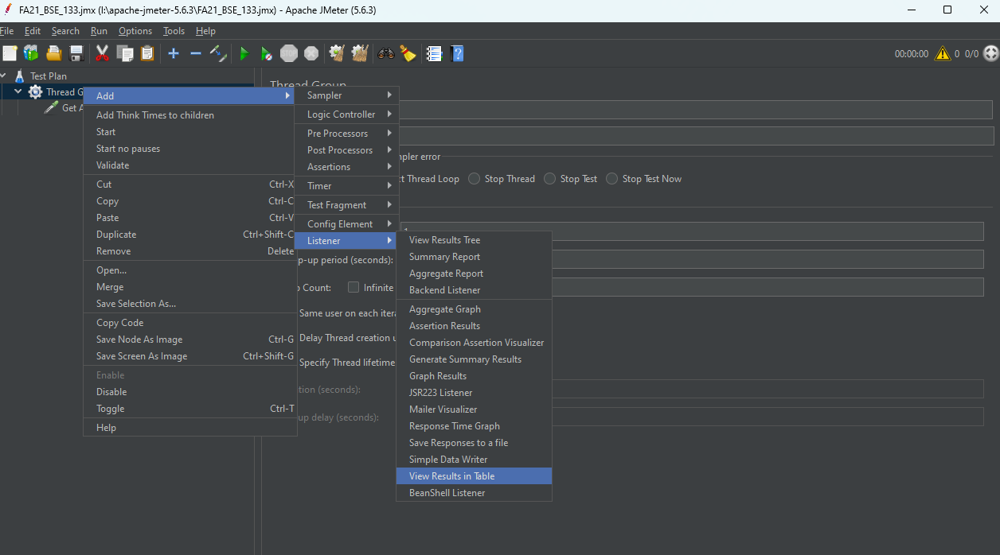 FA21_BSE_133.jmx (I:\apache-jmeter-5.6.3\FA21_BSE_133.jmx) - Apache JMeter (5.6.3)
File Edit Search Run Options Tools Help
00:00:00 0 0/0
Test Plan
Thread G
Get A
Thread Group
Add
Add Think Times to children
Start
Start no pauses
Validate
Cut Ctrl-X
Copy Ctrl-C
Paste Ctrl-V
Duplicate Ctrl+Shift-C
Remove Delete
Open...
Merge
Save Selection As...
Copy Code
Save Node As Image Ctrl-G
Save Screen As Image Ctrl+Shift-G
Enable
Disable
Toggle Ctrl-T
Help
Sampler
Logic Controller
Pre Processors
Post Processors
Assertions
Timer
Test Fragment
Config Element
Listener
View Results Tree
Summary Report
Aggregate Report
Backend Listener
Aggregate Graph
Assertion Results
Comparison Assertion Visualizer
Generate Summary Results
Graph Results
JSR223 Listener
Mailer Visualizer
Response Time Graph
Save Responses to a file
Simple Data Writer
View Results in Table
BeanShell Listener
mpler error
t Thread Loop Stop Thread Stop Test Stop Test Now
p-up period (seconds):
Count: Infinite
Same user on each itera
Delay Thread creation u
Specify Thread lifetime
tion (seconds):
up delay (seconds):